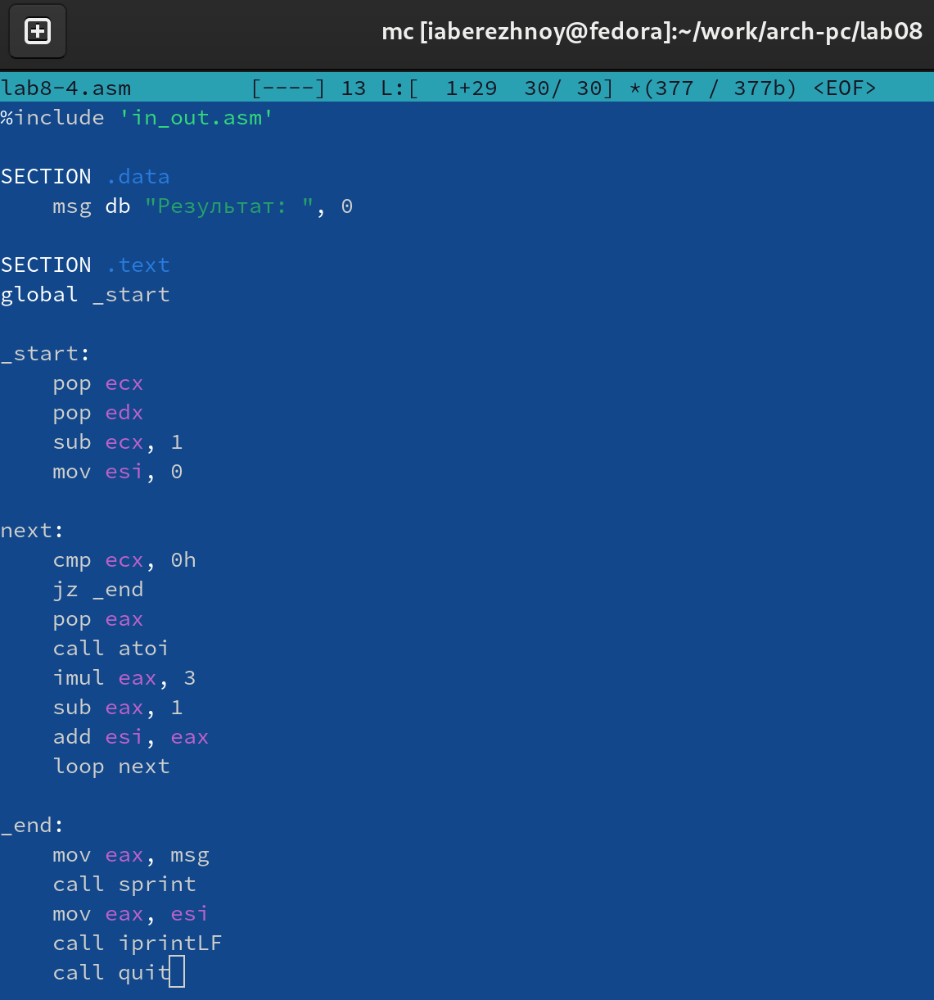 mc [iaberezhnoy@fedora]:~/work/arch-pc/lab08
lab8-4.asm [----] 13 L:[ 1+29 30/ 30] *(377 / 377b) <EOF>
%include 'in_out.asm'
SECTION .data
msg db "Результат: ", 0
SECTION .text
global _start
_start:
pop ecx
pop edx
sub ecx, 1
mov esi, 0
next:
cmp ecx, 0h
jz _end
pop eax
call atoi
imul eax, 3
sub eax, 1
add esi, eax
loop next
_end:
mov eax, msg
call sprint
mov eax, esi
call iprintLF
call quit